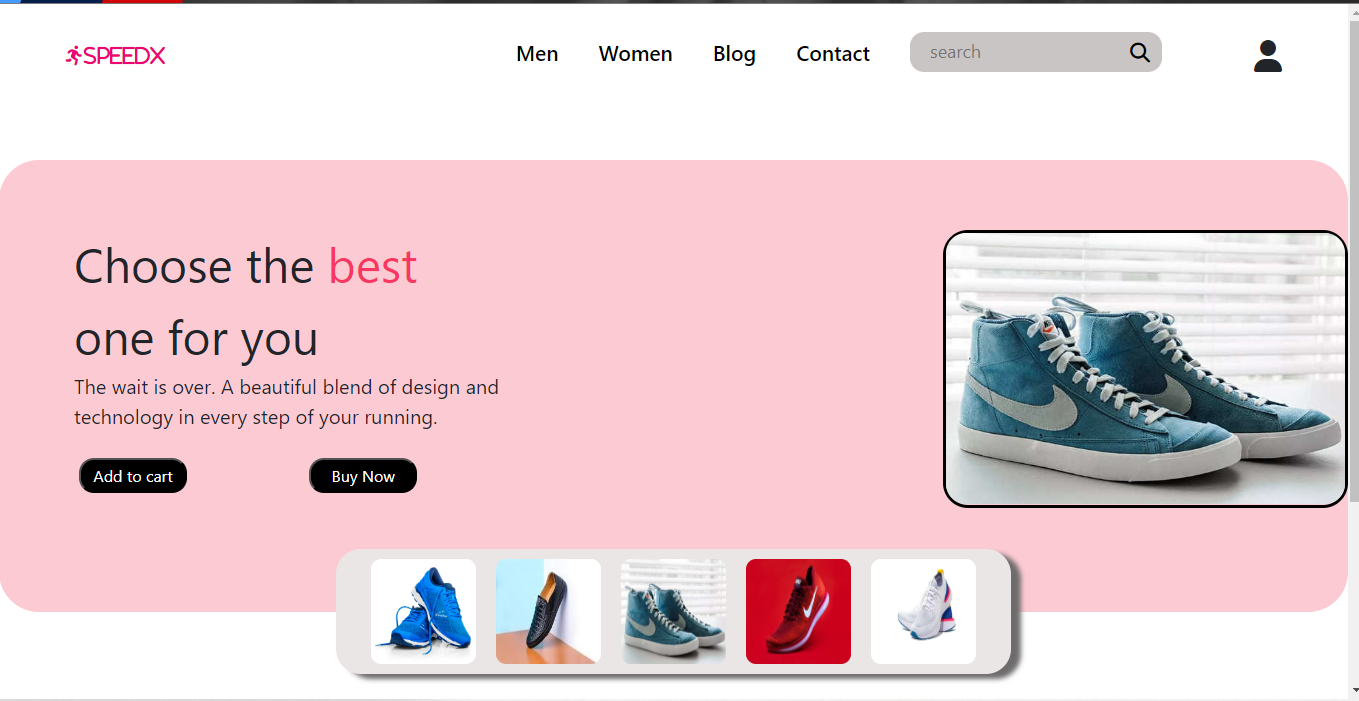 SPEEDX
Men
Women
Blog
Contact
search
Choose the best
one for you
The wait is over. A beautiful blend of design and
technology in every step of your running.
Add to cart
Buy Now